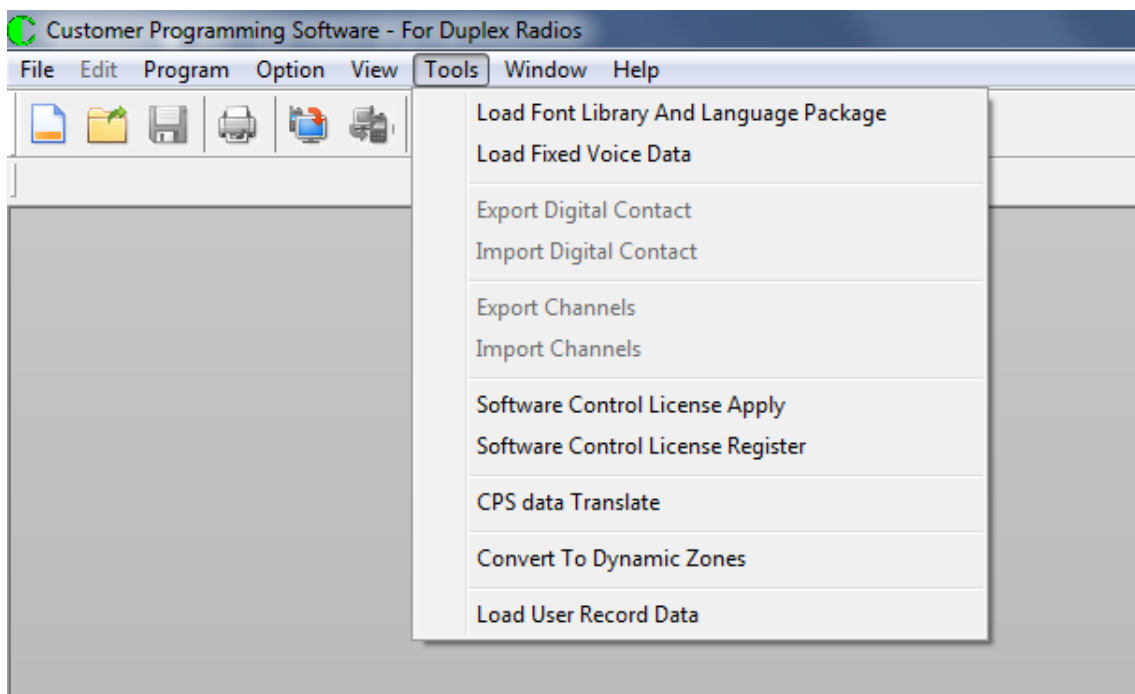 Customer Programming Software - For Duplex Radios
File Edit Program Option View Tools Window Help
Load Font Library And Language Package
Load Fixed Voice Data
Export Digital Contact
Import Digital Contact
Export Channels
Import Channels
Software Control License Apply
Software Control License Register
CPS data Translate
Convert To Dynamic Zones
Load User Record Data